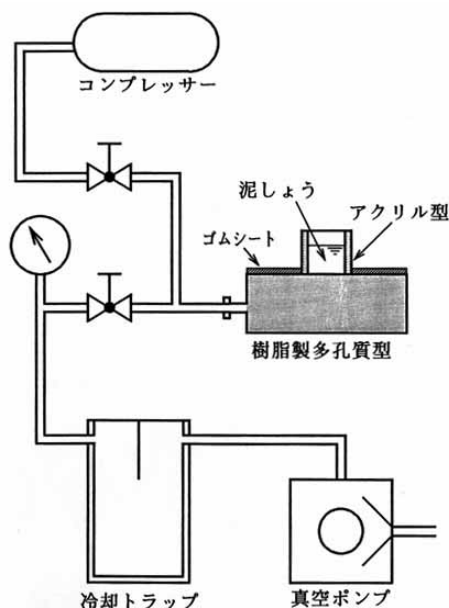 コンプレッサー
泥しょう
アクリル型
ゴムシート
樹脂製多孔質型
冷却トラップ
真空ポンプ